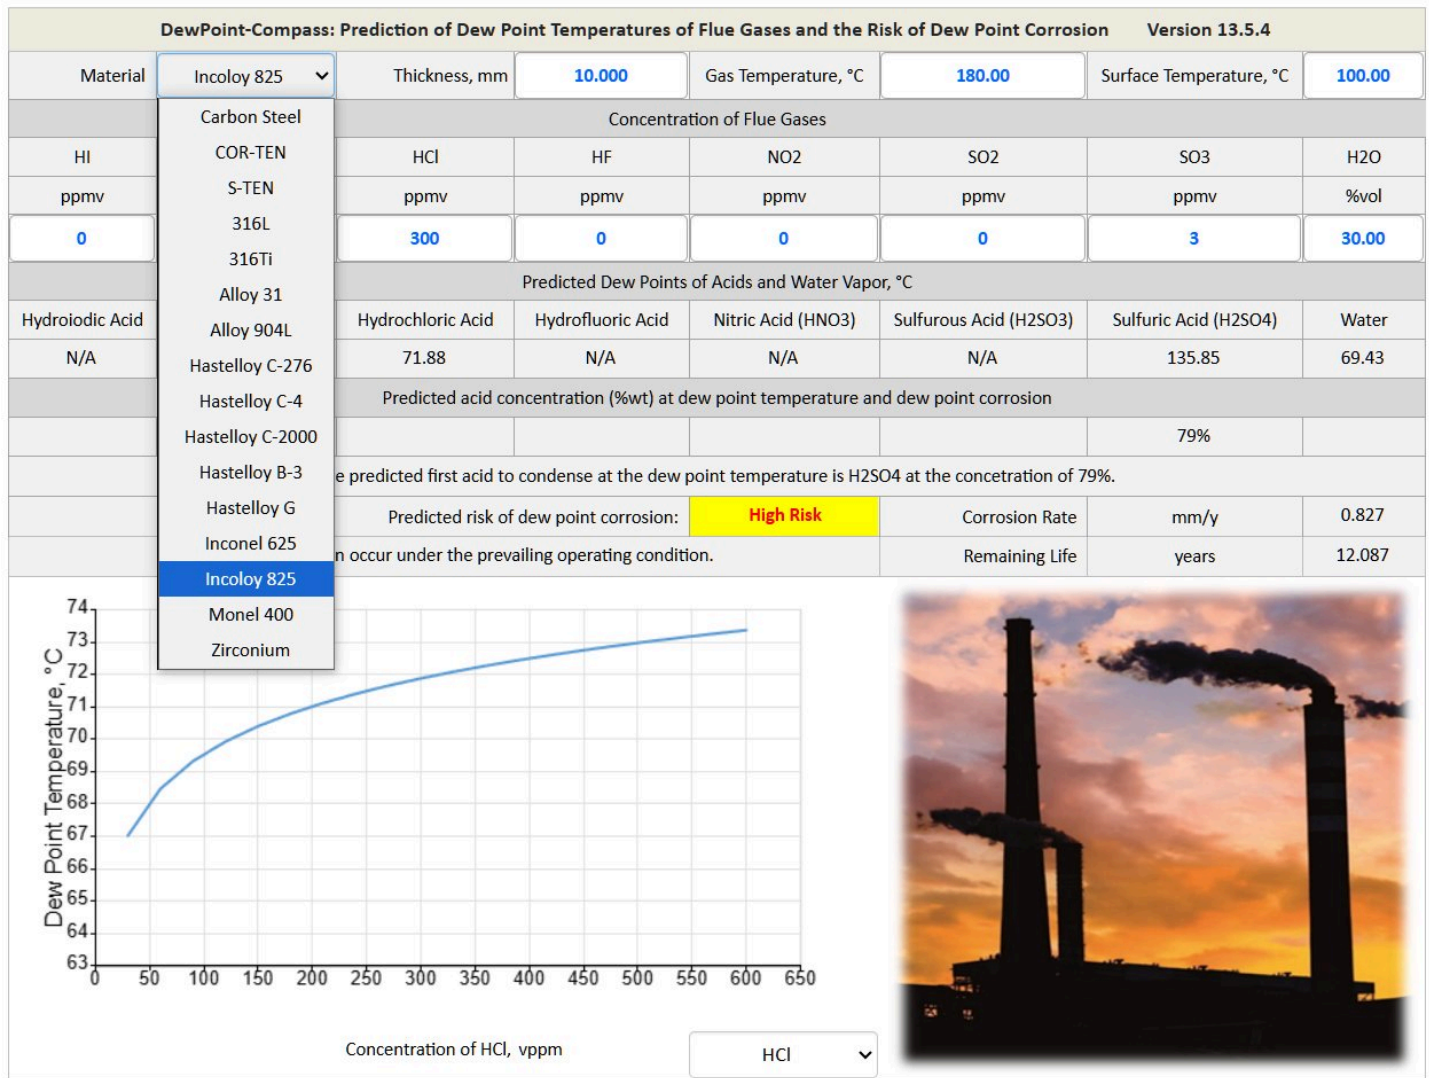 DewPoint-Compass: Prediction of Dew Point Temperatures of Flue Gases and the Risk of Dew Point Corrosion Version 13.5.4
Material Incoloy 825 Thickness, mm 10.000 Gas Temperature, °C 180.00 Surface Temperature, °C 100.00
Carbon Steel
COR-TEN
S-TEN
316L
316Ti
Alloy 31
Alloy 904L
Hastelloy C-276
Hastelloy C-4
Hastelloy C-2000
Hastelloy B-3
Hastelloy G
Inconel 625
Incoloy 825
Monel 400
Zirconium
Concentration of Flue Gases
HI HCl HF NO2 SO2 SO3 H2O
ppmv ppmv ppmv ppmv ppmv ppmv %vol
0 300 0 0 0 3 30.00
Predicted Dew Points of Acids and Water Vapor, °C
Hydroiodic Acid Hydrochloric Acid Hydrofluoric Acid Nitric Acid (HNO3) Sulfurous Acid (H2SO3) Sulfuric Acid (H2SO4) Water
N/A 71.88 N/A N/A N/A 135.85 69.43
Predicted acid concentration (%wt) at dew point temperature and dew point corrosion
79%
e predicted first acid to condense at the dew point temperature is H2SO4 at the concetration of 79%.
Predicted risk of dew point corrosion: High Risk Corrosion Rate mm/y 0.827
n occur under the prevailing operating condition. Remaining Life years 12.087
Dew Point Temperature, °C
74
73
72
71
70
69
68
67
66
65
64
63
0 50 100 150 200 250 300 350 400 450 500 550 600 650
Concentration of HCl, vppm HCl